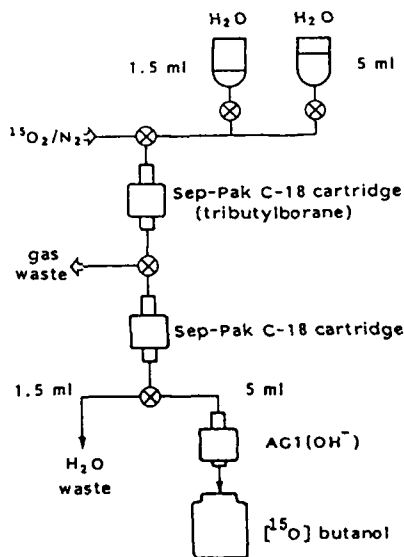 H₂O H₂O
1.5 ml 5 ml
¹⁵O₂/N₂
Sep-Pak C-18 cartridge
(tributylborane)
gas
waste
Sep-Pak C-18 cartridge
1.5 ml 5 ml
H₂O
waste
AG1(OH⁻)
[¹⁵O] butanol